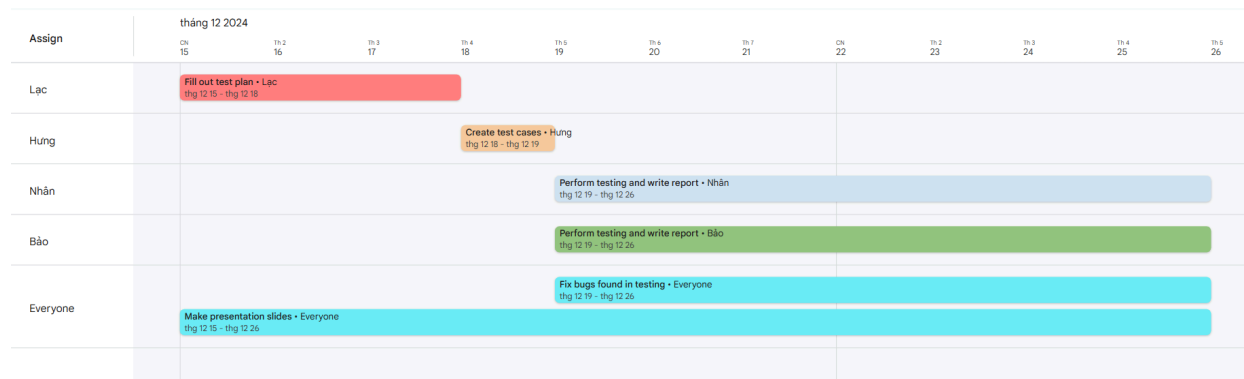 tháng 12 2024
Assign
CN Th 2 Th 3 Th 4 Th 5 Th 6 Th 7 CN Th 2 Th 3 Th 4 Th 5
15 16 17 18 19 20 21 22 23 24 25 26
Lạc
Fill out test plan • Lạc
thg 12 15 - thg 12 18
Hưng
Create test cases • Hưng
thg 12 18 - thg 12 19
Nhân
Perform testing and write report • Nhân
thg 12 19 - thg 12 26
Bảo
Perform testing and write report • Bảo
thg 12 19 - thg 12 26
Everyone
Fix bugs found in testing • Everyone
thg 12 19 - thg 12 26
Make presentation slides • Everyone
thg 12 15 - thg 12 26